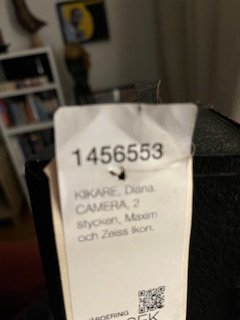 1456553
KIKARE, Diana.
CAMERA, 2
stycken, Maxim
och Zeiss Ikon.
VÄRDERING